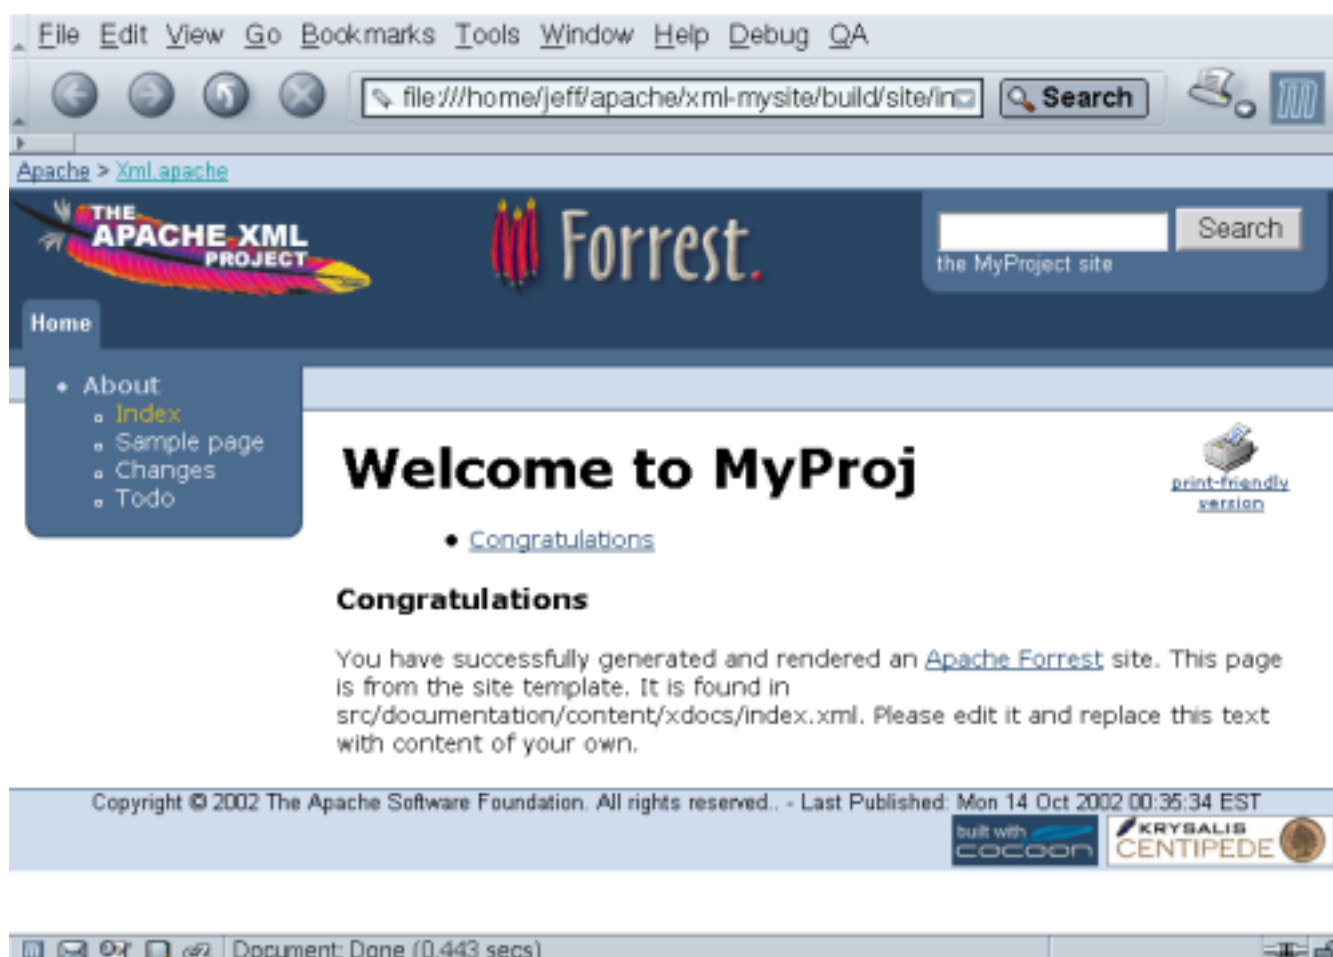 File Edit View Go Bookmarks Tools Window Help Debug QA
file:///home/jeff/apache/xml-mysite/build/site/in
Search
Apache > Xml.apache
THE
APACHE XML
PROJECT
Forrest.
Search
the MyProject site
Home
About
Index
Sample page
Changes
Todo
Welcome to MyProj
print-friendly
version
Congratulations
Congratulations
You have successfully generated and rendered an Apache Forrest site. This page
is from the site template. It is found in
src/documentation/content/xdocs/index.xml. Please edit it and replace this text
with content of your own.
Copyright © 2002 The Apache Software Foundation. All rights reserved.. - Last Published: Mon 14 Oct 2002 00:35:34 EST
built with
cocoon
KRYSALIS
CENTIPEDE
Document: Done (0.443 secs)